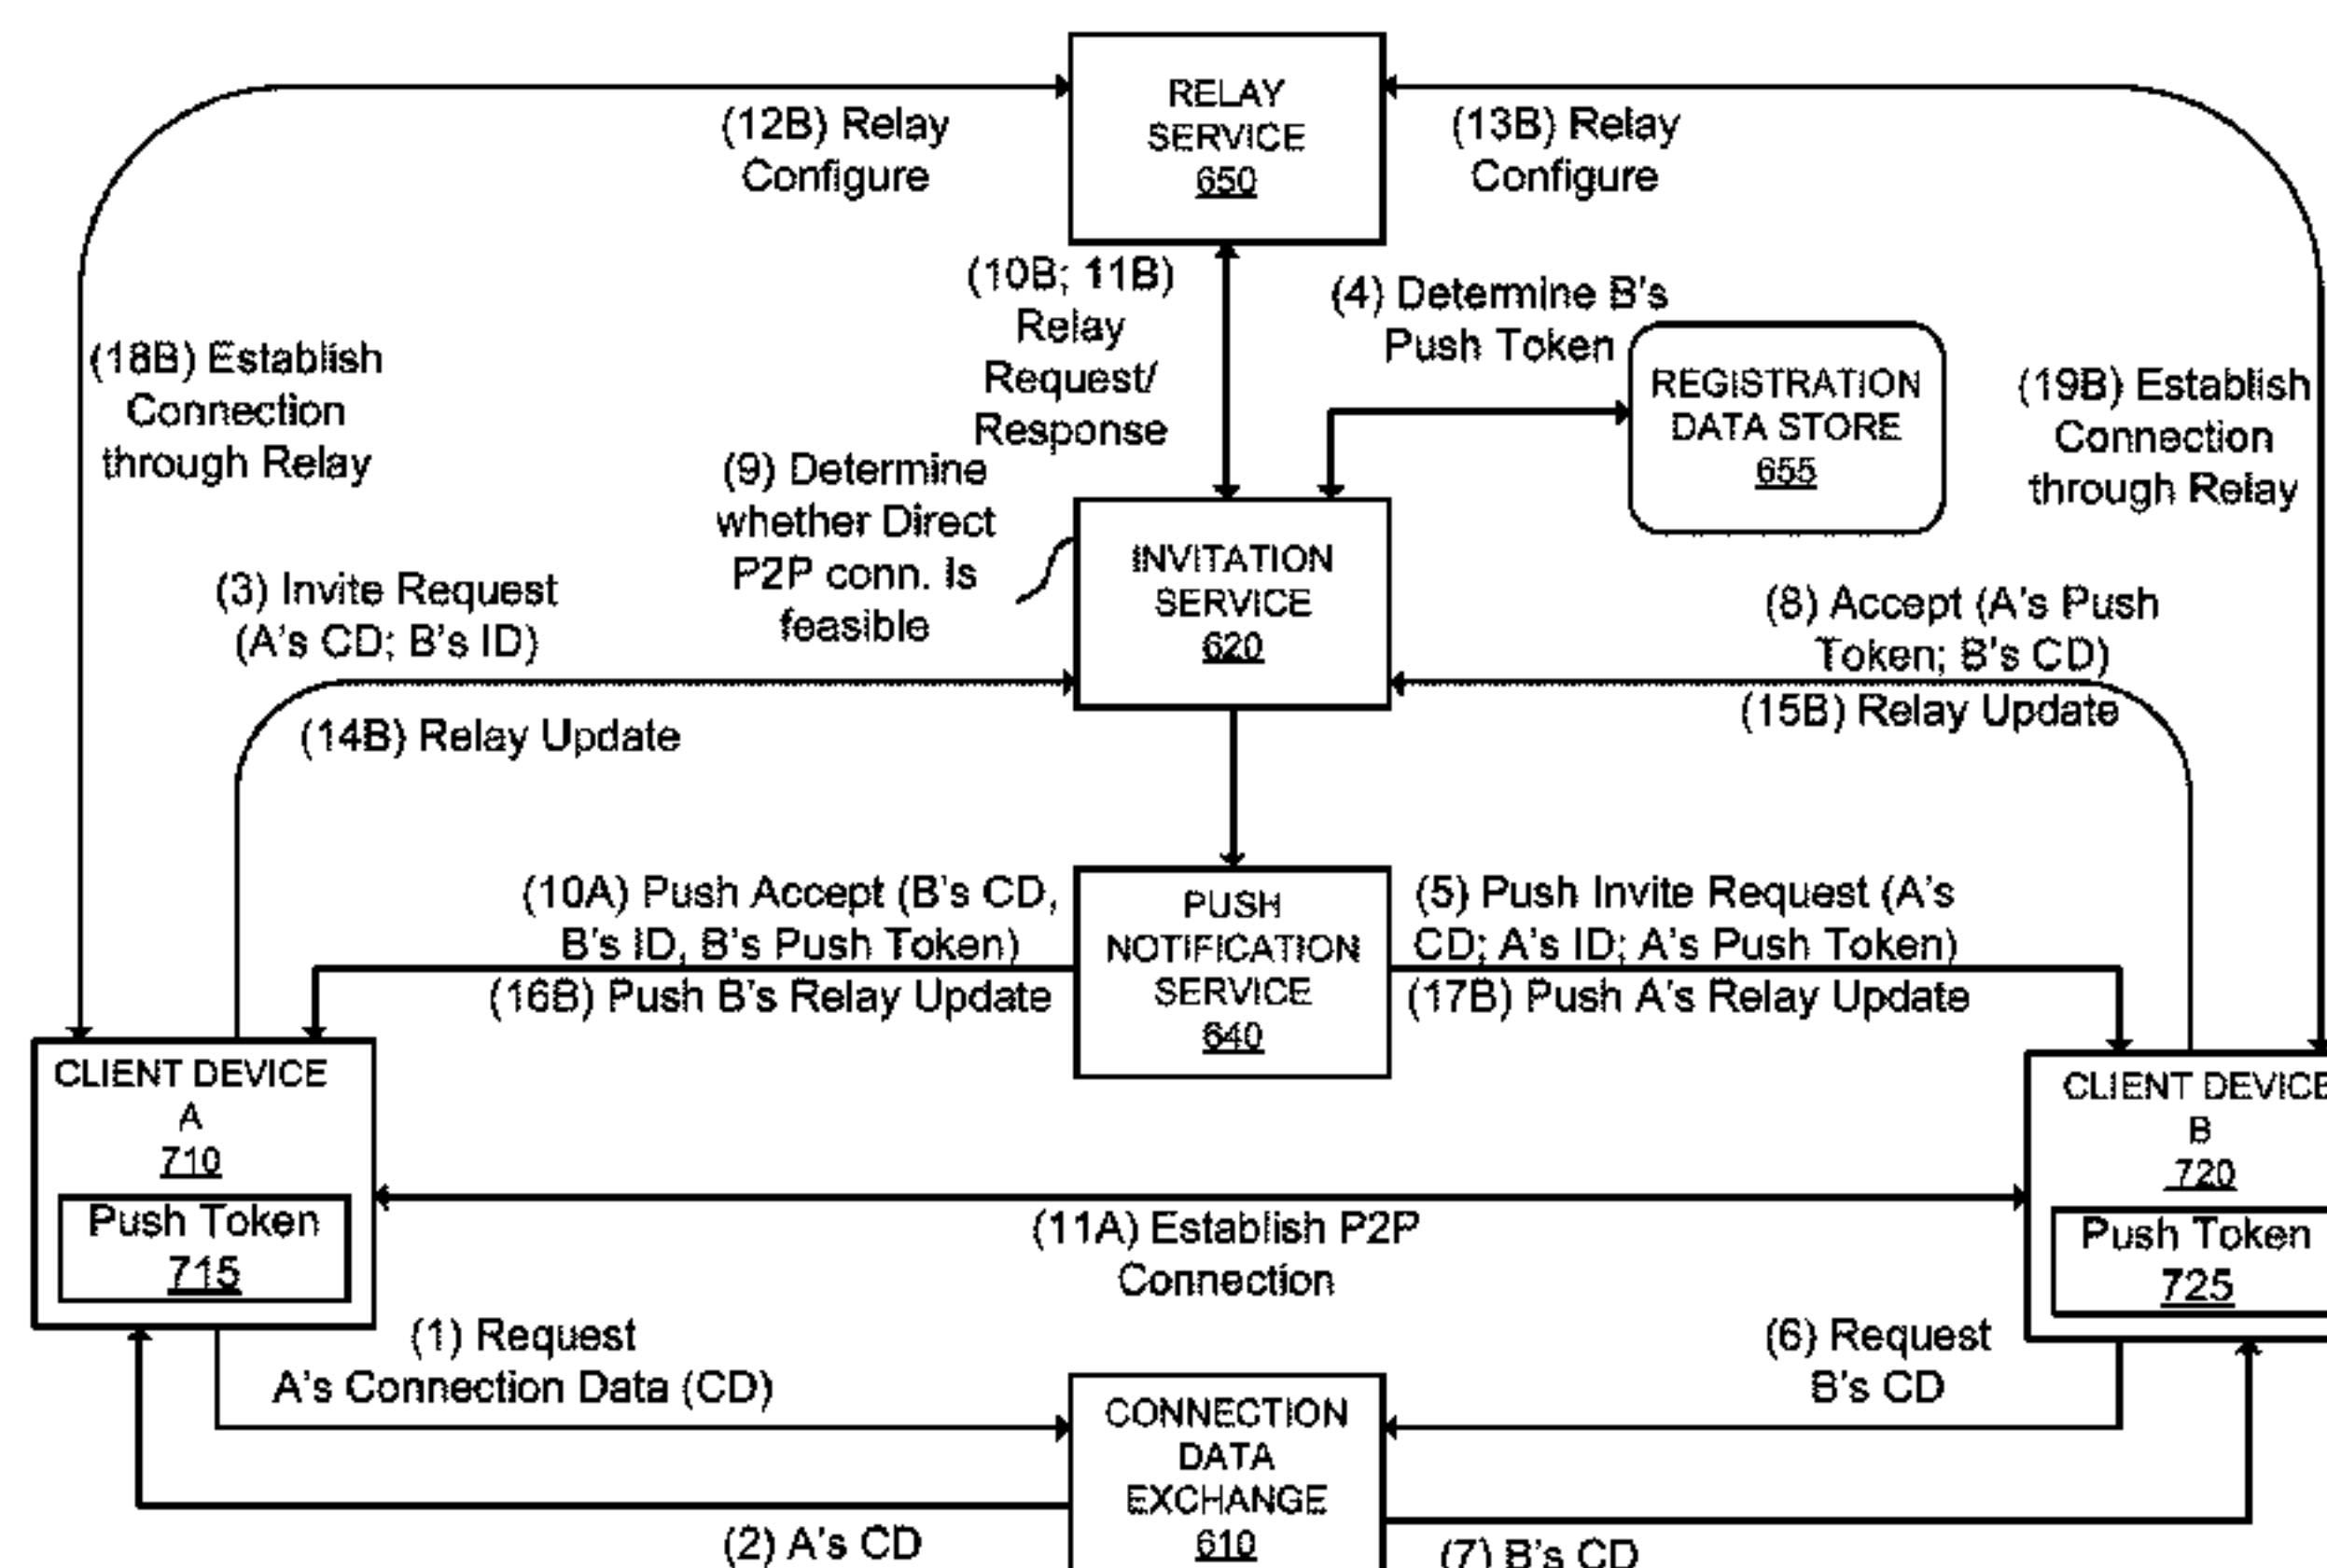 RELAY
SERVICE
650
(12B) Relay
Configure
(13B) Relay
Configure
(10B; 11B)
Relay
Request/
Response
(4) Determine B's
Push Token
REGISTRATION
DATA STORE
655
(18B) Establish
Connection
through Relay
(19B) Establish
Connection
through Relay
(9) Determine
whether Direct
P2P conn. Is
feasible
INVITATION
SERVICE
620
(3) Invite Request
(A's CD; B's ID)
(14B) Relay Update
(8) Accept (A's Push
Token; B's CD)
(15B) Relay Update
(10A) Push Accept (B's CD,
B's ID, B's Push Token)
(16B) Push B's Relay Update
PUSH
NOTIFICATION
SERVICE
640
(5) Push Invite Request (A's
CD; A's ID; A's Push Token)
(17B) Push A's Relay Update
CLIENT DEVICE
A
710
Push Token
715
CLIENT DEVICE
B
720
Push Token
725
(11A) Establish P2P
Connection
(1) Request
A's Connection Data (CD)
(6) Request
B's CD
CONNECTION
DATA
EXCHANGE
610
(2) A's CD
(7) B's CD